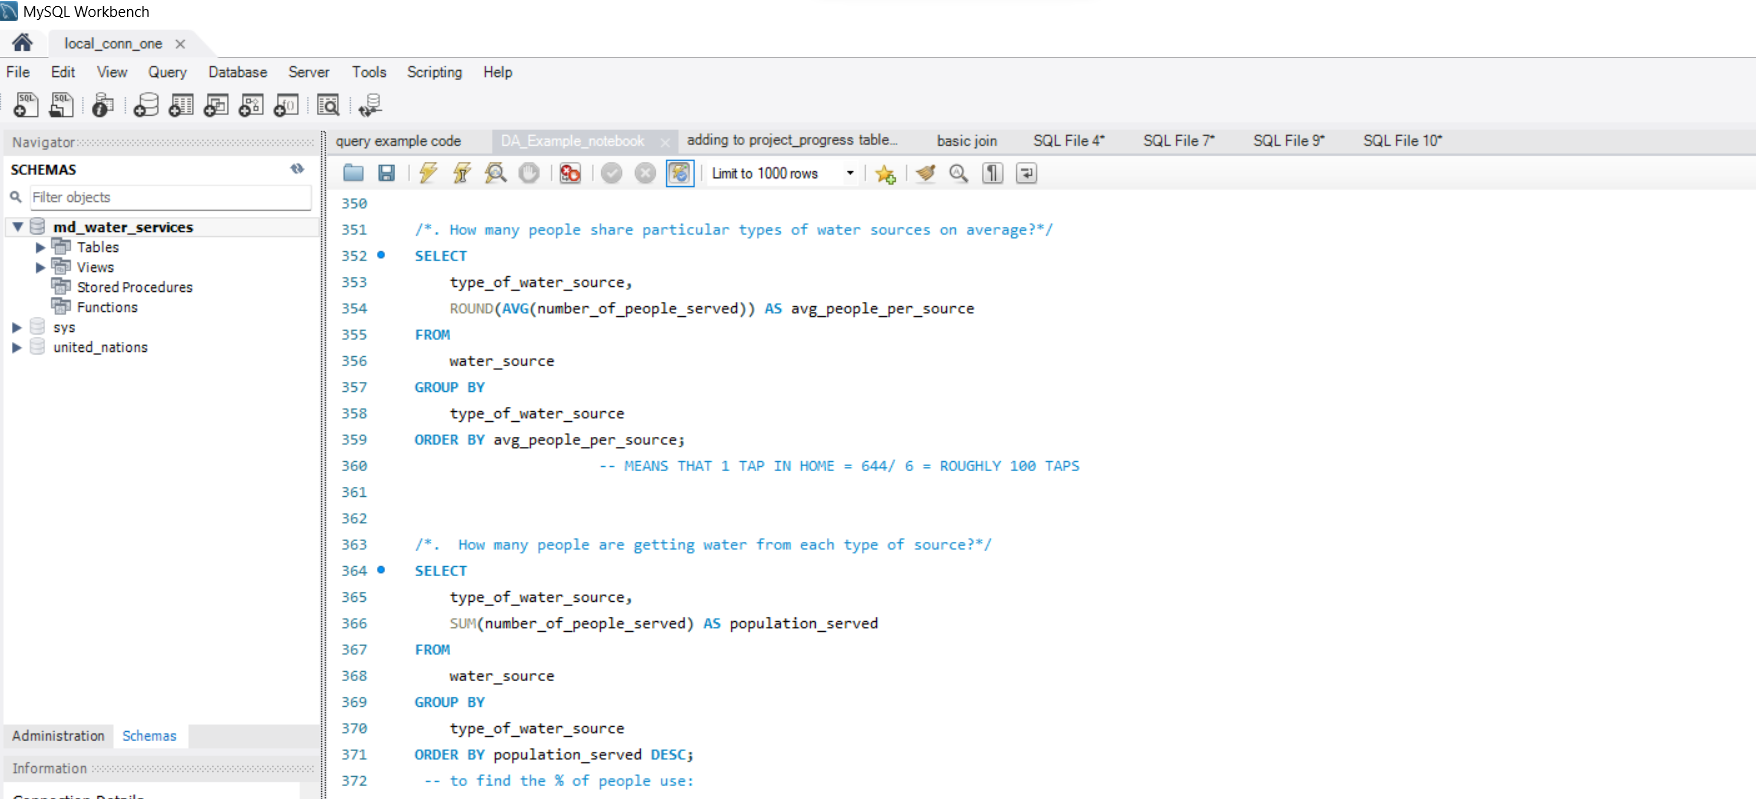 MySQL Workbench
local_conn_one
File Edit View Query Database Server Tools Scripting Help
Navigator
SCHEMAS
Filter objects
md_water_services
Tables
Views
Stored Procedures
Functions
sys
united_nations
Administration Schemas
Information
query example code DA_Example_notebook adding to project_progress table... basic join SQL File 4* SQL File 7* SQL File 9* SQL File 10*
Limit to 1000 rows
350
351 /*. How many people share particular types of water sources on average?*/
352 SELECT
353 type_of_water_source,
354 ROUND(AVG(number_of_people_served)) AS avg_people_per_source
355 FROM
356 water_source
357 GROUP BY
358 type_of_water_source
359 ORDER BY avg_people_per_source;
360 -- MEANS THAT 1 TAP IN HOME = 644/ 6 = ROUGHLY 100 TAPS
361
362
363 /*.  How many people are getting water from each type of source?*/
364 SELECT
365 type_of_water_source,
366 SUM(number_of_people_served) AS population_served
367 FROM
368 water_source
369 GROUP BY
370 type_of_water_source
371 ORDER BY population_served DESC;
372 -- to find the % of people use: